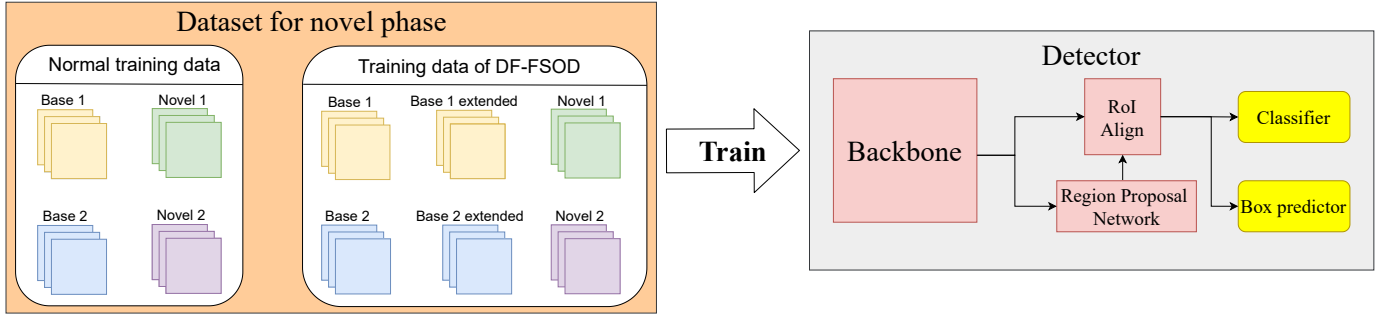 Dataset for novel phase
Normal training data
Base 1
Novel 1
Base 2
Novel 2
Training data of DF-FSOD
Base 1
Base 1 extended
Novel 1
Base 2
Base 2 extended
Novel 2
Train
Detector
Backbone
RoI
Align
Region Proposal
Network
Classifier
Box predictor